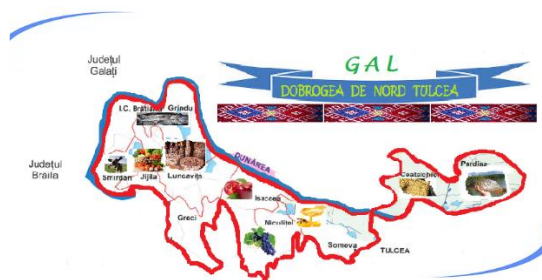 GAL
DOBROGEA DE NORD TULCEA
Județul
Galați
I.C. Brătianu
Grindu
Județul
Brăila
DUNĂREA
Smîrdan
Jijila
Luncavița
Isaccea
Pardina
Ceatalchioi
Greci
Niculițel
Somova
TULCEA